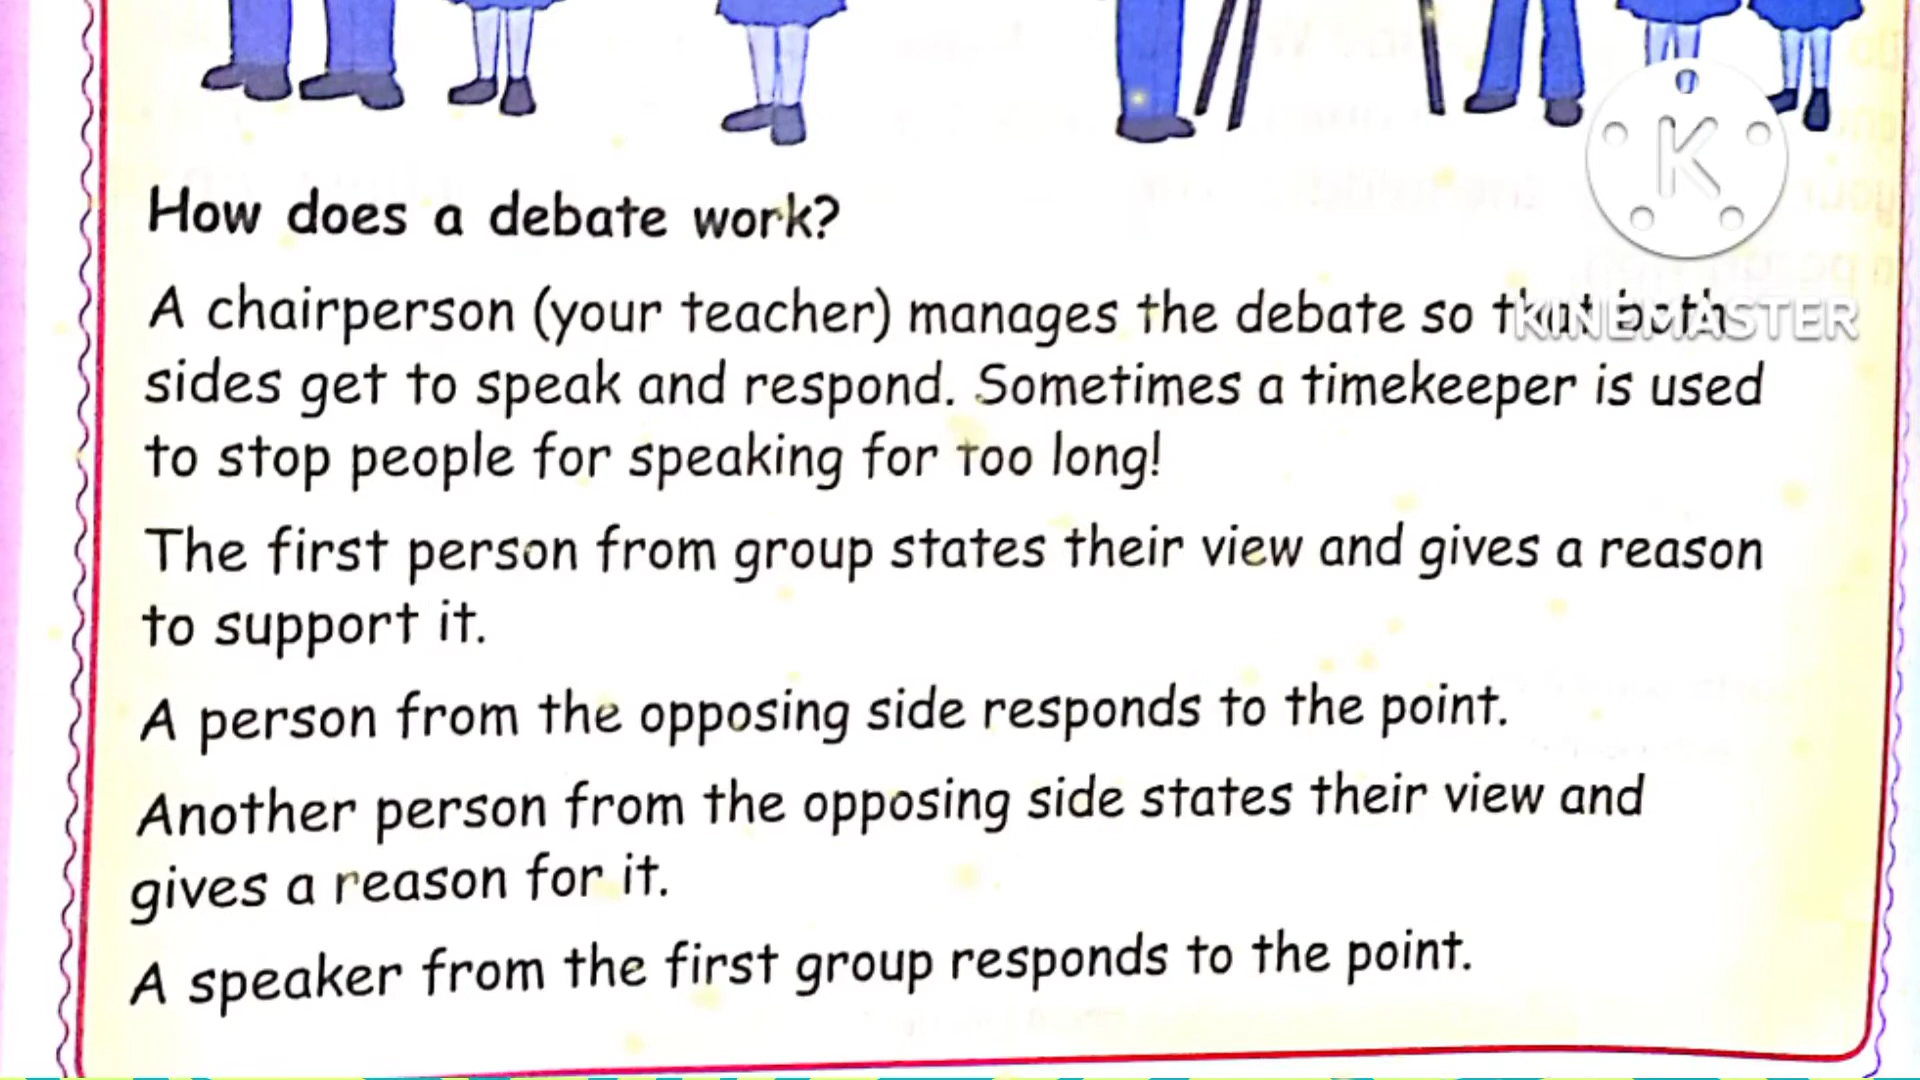 How does a debate work?
A chairperson (your teacher) manages the debate so that both
sides get to speak and respond. Sometimes a timekeeper is used
to stop people for speaking for too long!
The first person from group states their view and gives a reason
to support it.
A person from the opposing side responds to the point.
Another person from the opposing side states their view and
gives a reason for it.
A speaker from the first group responds to the point.
K
KINEMASTER